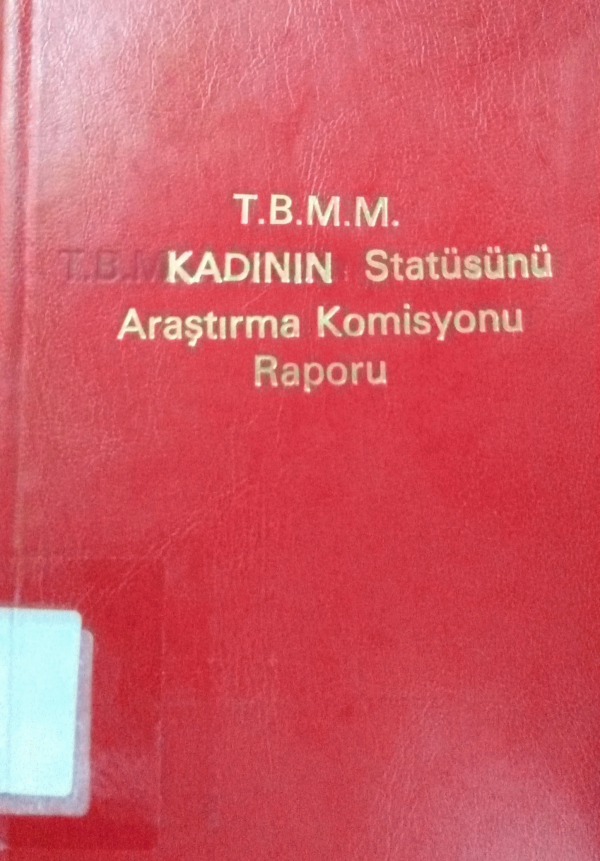 T.B.M.M.
KADININ Statüsünü
Araştırma Komisyonu
Raporu